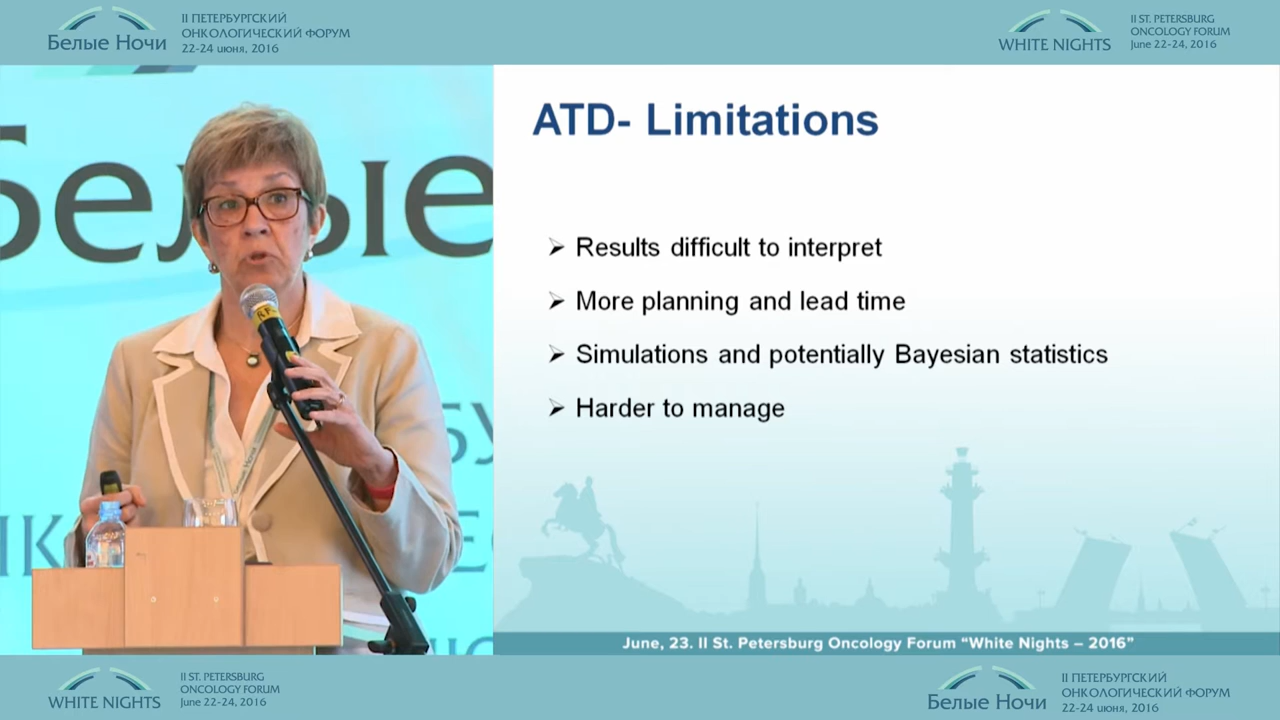 Белые Ночи
II ПЕТЕРБУРГСКИЙ
ОНКОЛОГИЧЕСКИЙ ФОРУМ
22-24 июня, 2016
WHITE NIGHTS
II ST. PETERSBURG
ONCOLOGY FORUM
June 22-24, 2016
Белые
ATD- Limitations
➢ Results difficult to interpret
➢ More planning and lead time
➢ Simulations and potentially Bayesian statistics
➢ Harder to manage
June, 23. II St. Petersburg Oncology Forum “White Nights – 2016”
WHITE NIGHTS
II ST. PETERSBURG
ONCOLOGY FORUM
June 22-24, 2016
Белые Ночи
II ПЕТЕРБУРГСКИЙ
ОНКОЛОГИЧЕСКИЙ ФОРУМ
22-24 июня, 2016